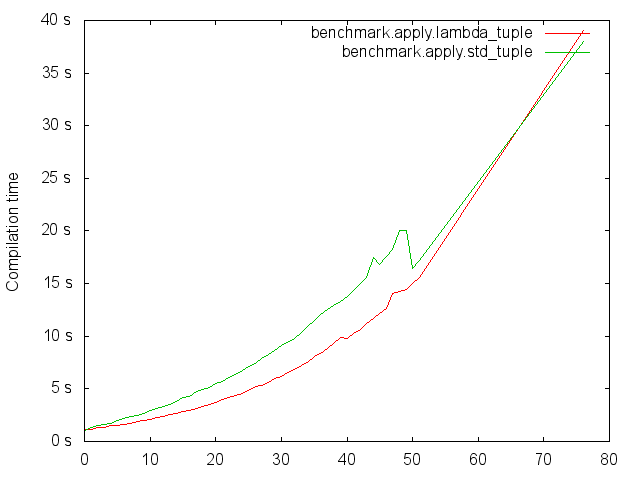 40 s
35 s
30 s
25 s
20 s
15 s
10 s
5 s
0 s
Compilation time
benchmark.apply.lambda_tuple
benchmark.apply.std_tuple
0 10 20 30 40 50 60 70 80